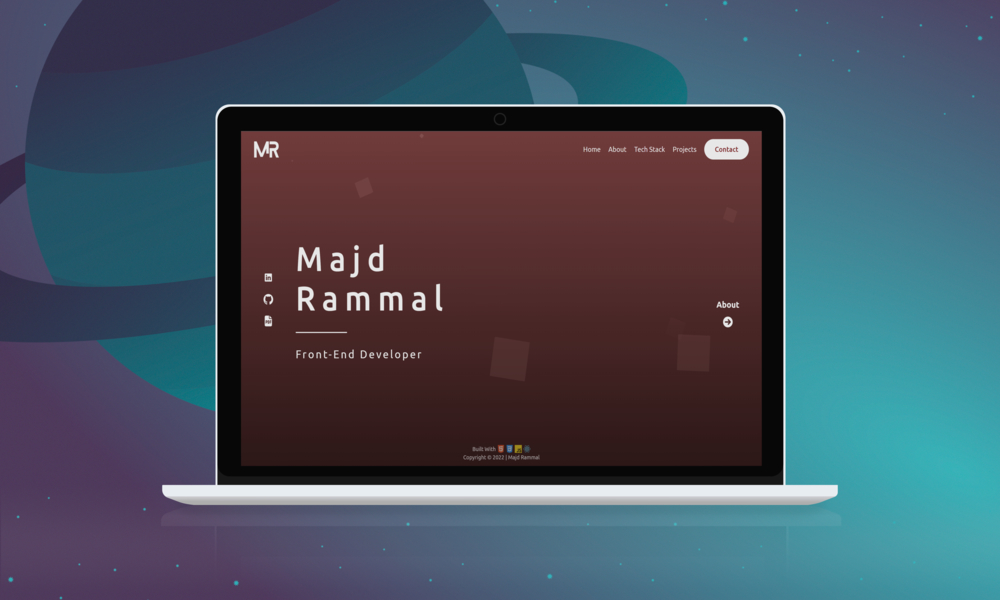 MR
Home About Tech Stack Projects Contact
Majd
Rammal
in
Front-End Developer
About
Built With
Copyright © 2022 | Majd Rammal